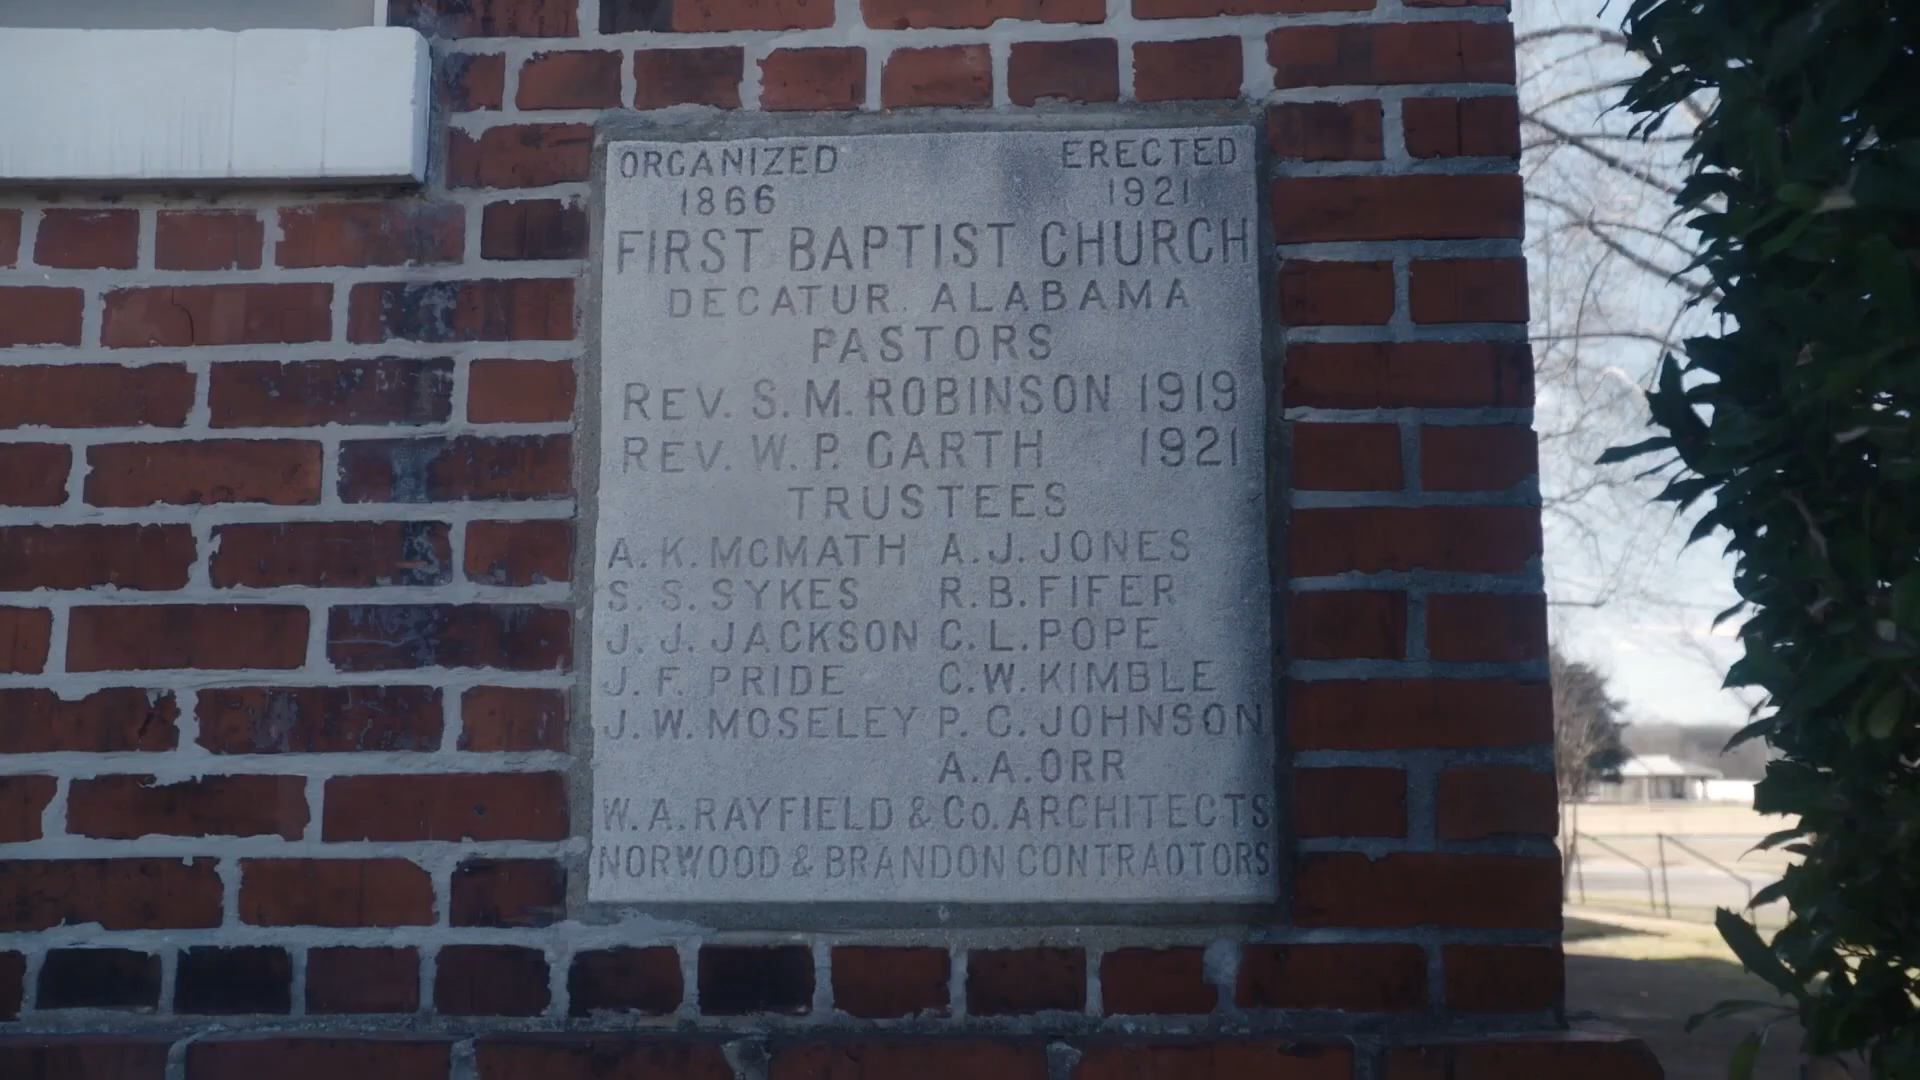 ORGANIZED ERECTED
1866 1921
FIRST BAPTIST CHURCH
DECATUR. ALABAMA
PASTORS
REV. S. M. ROBINSON 1919
REV. W. P. GARTH 1921
TRUSTEES
A. K. McMATH A. J. JONES
S. S. SYKES R. B. FIFER
J. J. JACKSON C. L. POPE
J. F. PRIDE C. W. KIMBLE
J. W. MOSELEY P. C. JOHNSON
A. A. ORR
W. A. RAYFIELD & Co. ARCHITECTS
NORWOOD & BRANDON CONTRACTORS